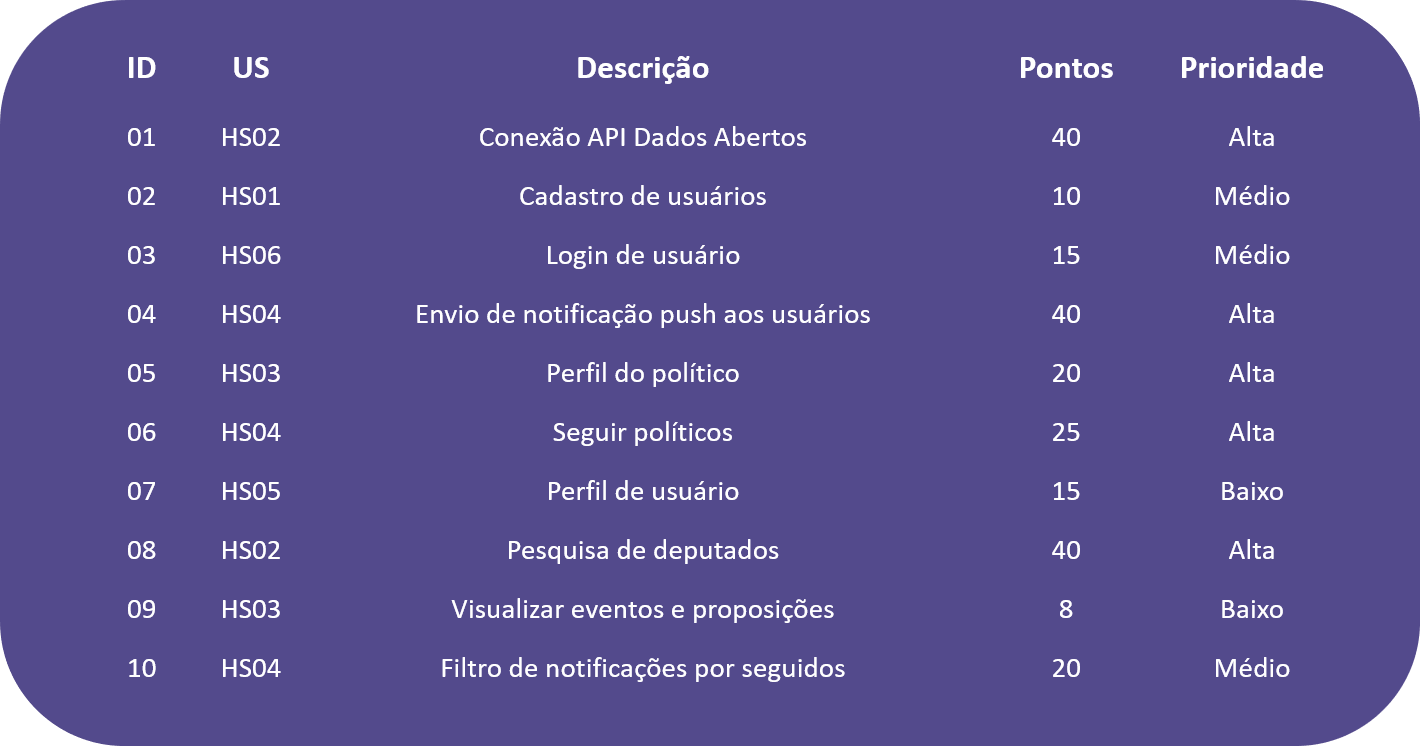 ID US Descrição Pontos Prioridade
01 HS02 Conexão API Dados Abertos 40 Alta
02 HS01 Cadastro de usuários 10 Médio
03 HS06 Login de usuário 15 Médio
04 HS04 Envio de notificação push aos usuários 40 Alta
05 HS03 Perfil do político 20 Alta
06 HS04 Seguir políticos 25 Alta
07 HS05 Perfil de usuário 15 Baixo
08 HS02 Pesquisa de deputados 40 Alta
09 HS03 Visualizar eventos e proposições 8 Baixo
10 HS04 Filtro de notificações por seguidos 20 Médio